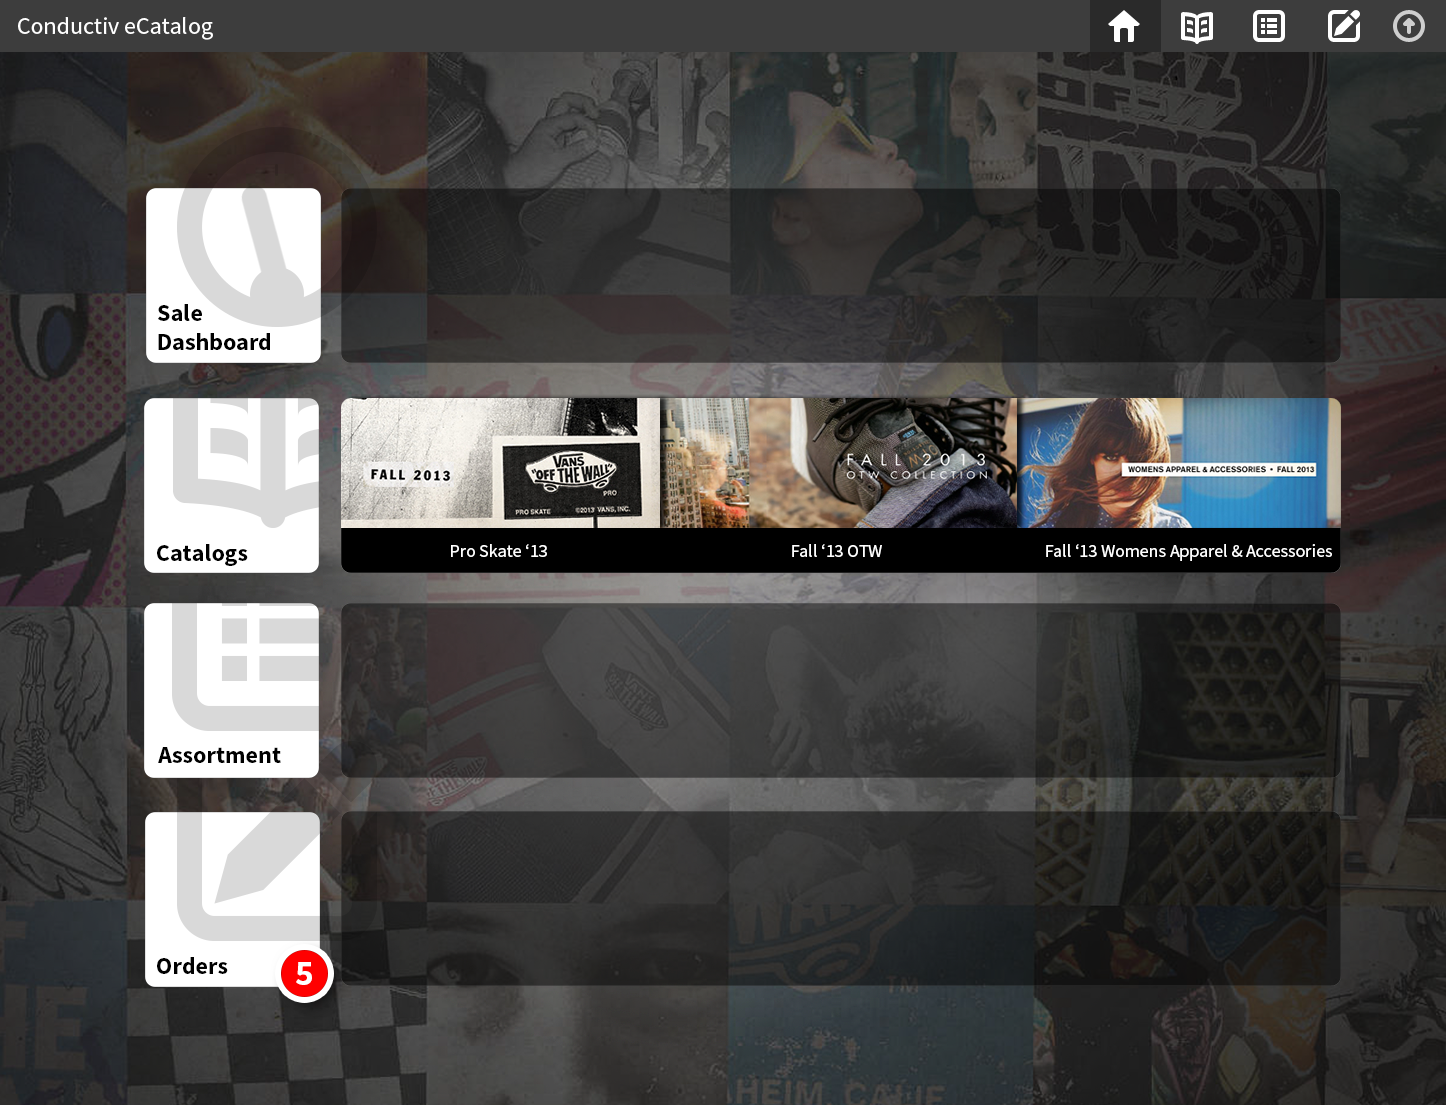 Conductiv eCatalog
Sale
Dashboard
FALL 2013
VANS
"OFF THE WALL"
PRO
PRO SKATE ©2013 VANS, INC.
FALL 2013
OTW COLLECTION
WOMENS APPAREL & ACCESSORIES • FALL 2013
Catalogs
Pro Skate ‘13
Fall ‘13 OTW
Fall ‘13 Womens Apparel & Accessories
Assortment
Orders
5
TM